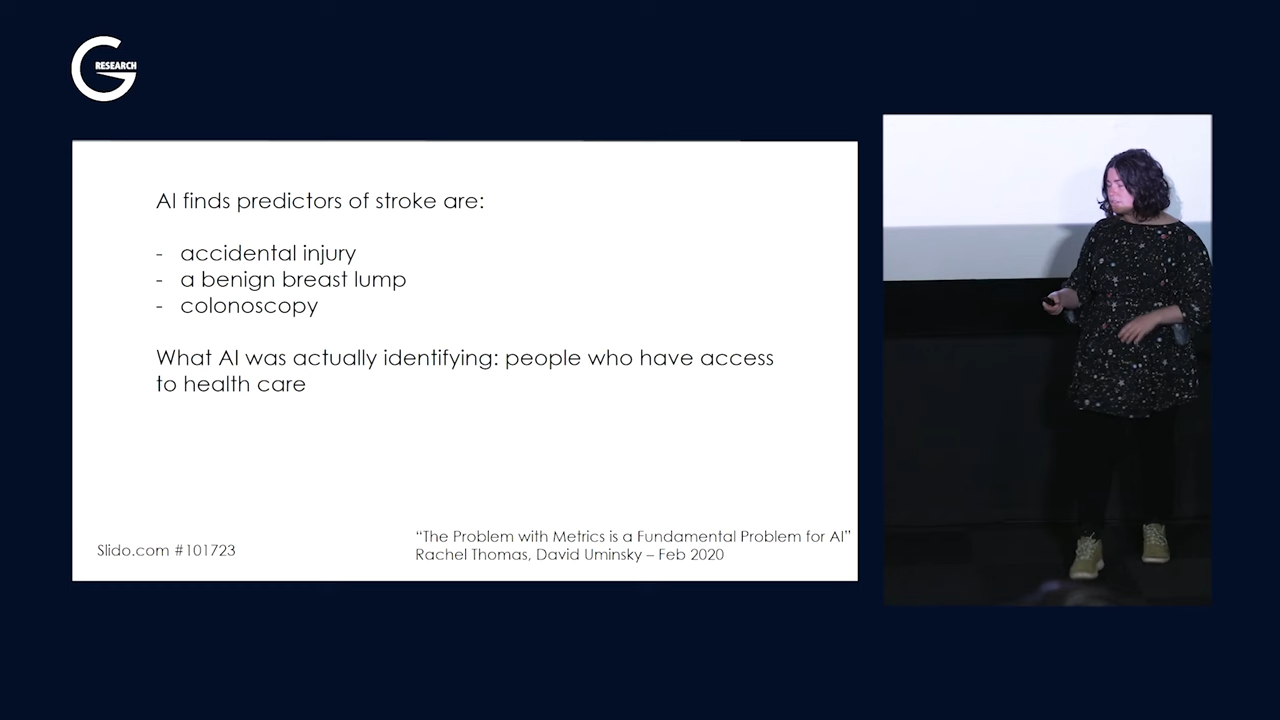 G RESEARCH
AI finds predictors of stroke are:
- accidental injury
- a benign breast lump
- colonoscopy
What AI was actually identifying: people who have access
to health care
Slido.com #101723
“The Problem with Metrics is a Fundamental Problem for AI”
Rachel Thomas, David Uminsky – Feb 2020